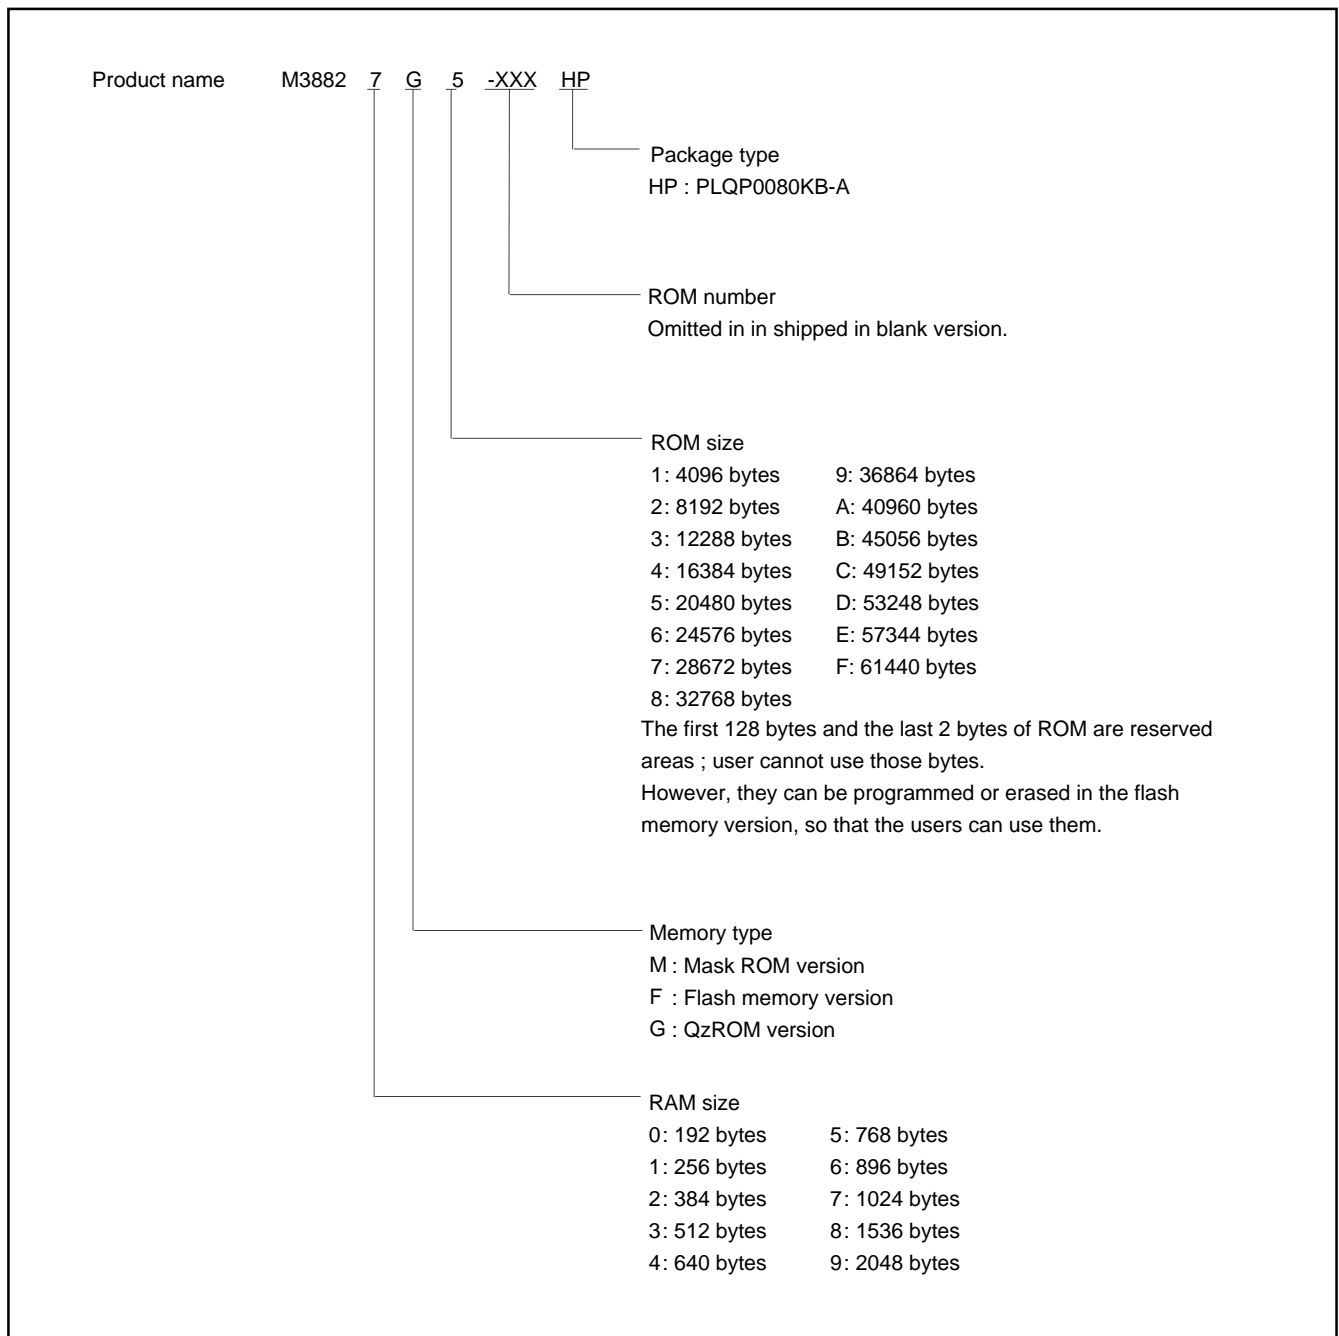 Product name M3882 7 G 5 -XXX HP
Package type
HP : PLQP0080KB-A
ROM number
Omitted in in shipped in blank version.
ROM size
1: 4096 bytes 9: 36864 bytes
2: 8192 bytes A: 40960 bytes
3: 12288 bytes B: 45056 bytes
4: 16384 bytes C: 49152 bytes
5: 20480 bytes D: 53248 bytes
6: 24576 bytes E: 57344 bytes
7: 28672 bytes F: 61440 bytes
8: 32768 bytes
The first 128 bytes and the last 2 bytes of ROM are reserved
areas ; user cannot use those bytes.
However, they can be programmed or erased in the flash
memory version, so that the users can use them.
Memory type
M : Mask ROM version
F : Flash memory version
G : QzROM version
RAM size
0: 192 bytes 5: 768 bytes
1: 256 bytes 6: 896 bytes
2: 384 bytes 7: 1024 bytes
3: 512 bytes 8: 1536 bytes
4: 640 bytes 9: 2048 bytes